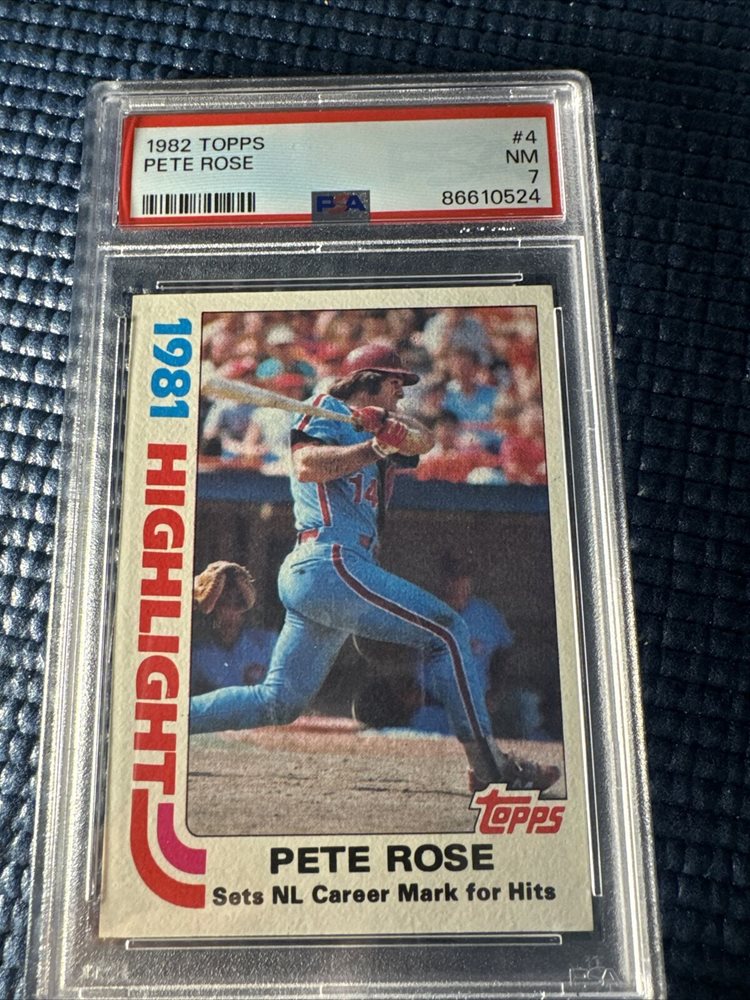 1982 TOPPS
PETE ROSE
#4
NM
7
86610524
PSA
1981 HIGHLIGHT
14
Topps
PETE ROSE
Sets NL Career Mark for Hits
PSA